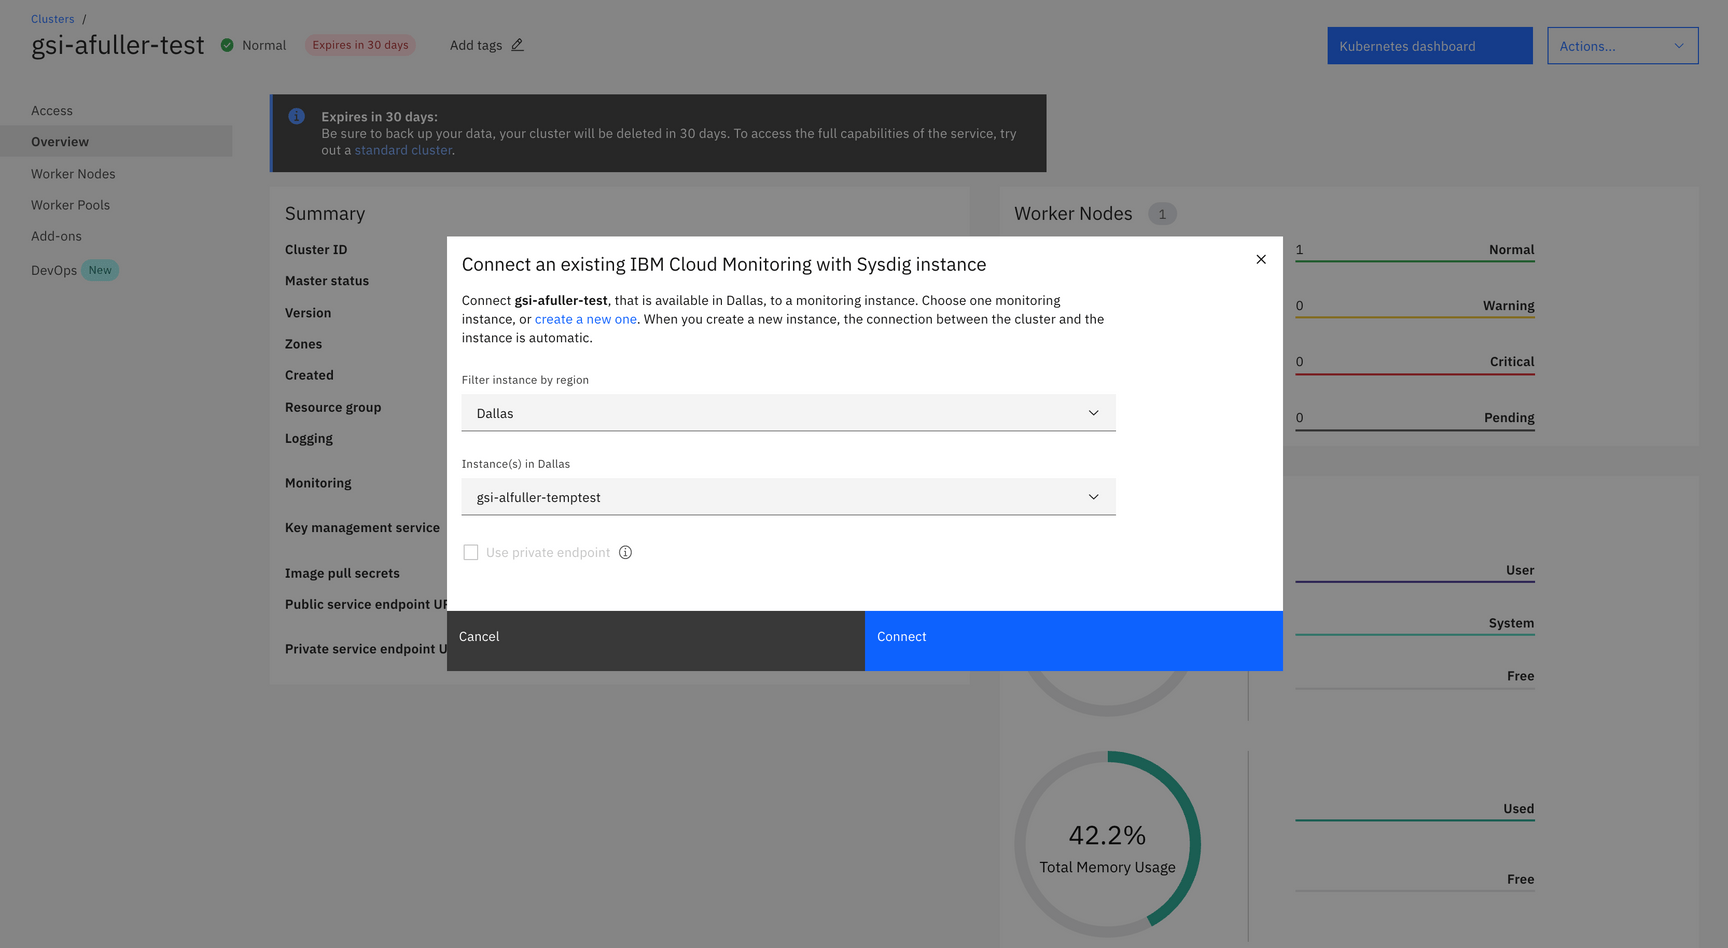 Clusters /
gsi-afuller-test
Normal
Expires in 30 days
Add tags
Kubernetes dashboard
Actions...
Access
Overview
Worker Nodes
Worker Pools
Add-ons
DevOps New
Expires in 30 days:
Be sure to back up your data, your cluster will be deleted in 30 days. To access the full capabilities of the service, try
out a standard cluster.
Summary
Cluster ID
Master status
Version
Zones
Created
Resource group
Logging
Monitoring
Key management service
Image pull secrets
Public service endpoint
Private service endpoint
Connect an existing IBM Cloud Monitoring with Sysdig instance
Connect gsi-afuller-test, that is available in Dallas, to a monitoring instance. Choose one monitoring
instance, or create a new one. When you create a new instance, the connection between the cluster and the
instance is automatic.
Filter instance by region
Dallas
Instance(s) in Dallas
gsi-alfuller-temptest
Use private endpoint
Cancel
Connect
Worker Nodes 1
1 Normal
0 Warning
0 Critical
0 Pending
User
System
Free
42.2%
Total Memory Usage
Used
Free